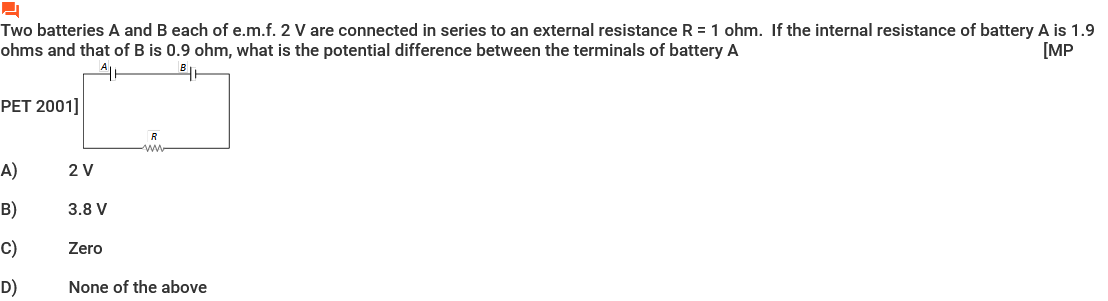 Two batteries A and B each of e.m.f. 2 V are connected in series to an external resistance R = 1 ohm.  If the internal resistance of battery A is 1.9
ohms and that of B is 0.9 ohm, what is the potential difference between the terminals of battery A [MP
A B
PET 2001]
R
A) 2 V
B) 3.8 V
C) Zero
D) None of the above